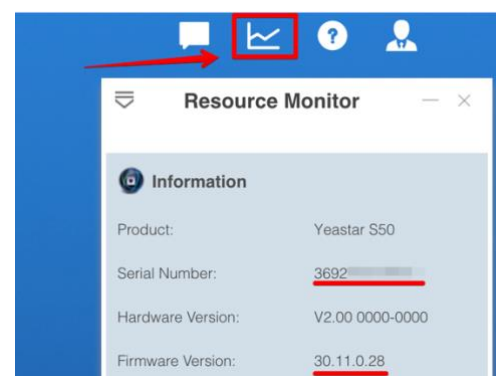 Resource Monitor
Information
Product: Yeastar S50
Serial Number: 3692
Hardware Version: V2.00 0000-0000
Firmware Version: 30.11.0.28